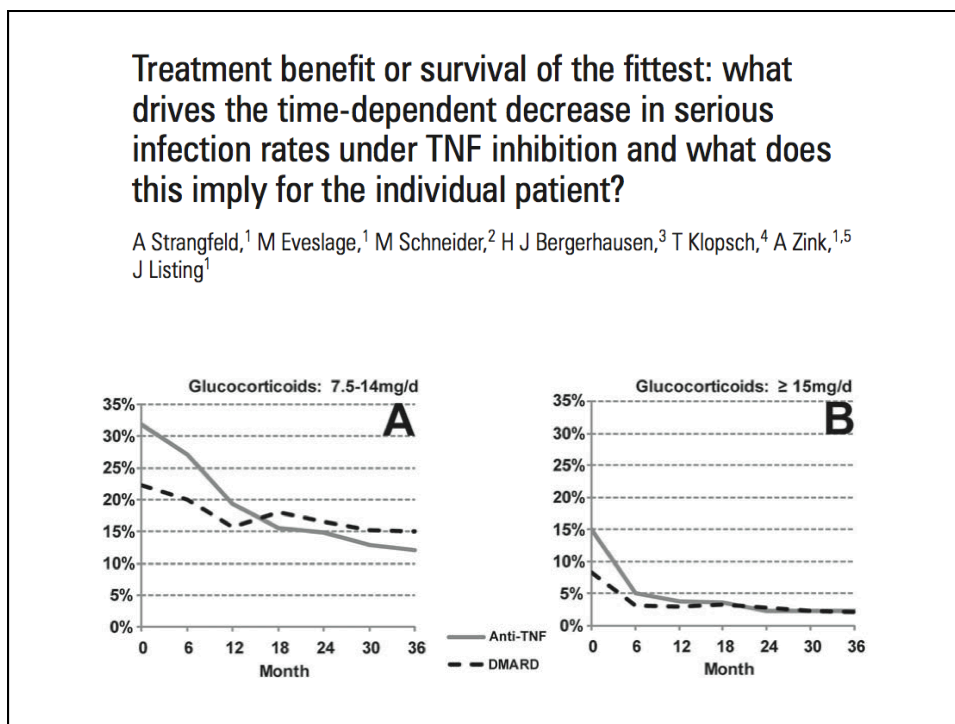 Treatment benefit or survival of the fittest: what
drives the time-dependent decrease in serious
infection rates under TNF inhibition and what does
this imply for the individual patient?
A Strangfeld,1 M Eveslage,1 M Schneider,2 H J Bergerhausen,3 T Klopsch,4 A Zink,1,5
J Listing1
Glucocorticoids: 7.5-14mg/d
A
35%
30%
25%
20%
15%
10%
5%
0%
0 6 12 18 24 30 36
Month
Anti-TNF
DMARD
Glucocorticoids: ≥ 15mg/d
B
35%
30%
25%
20%
15%
10%
5%
0%
0 6 12 18 24 30 36
Month